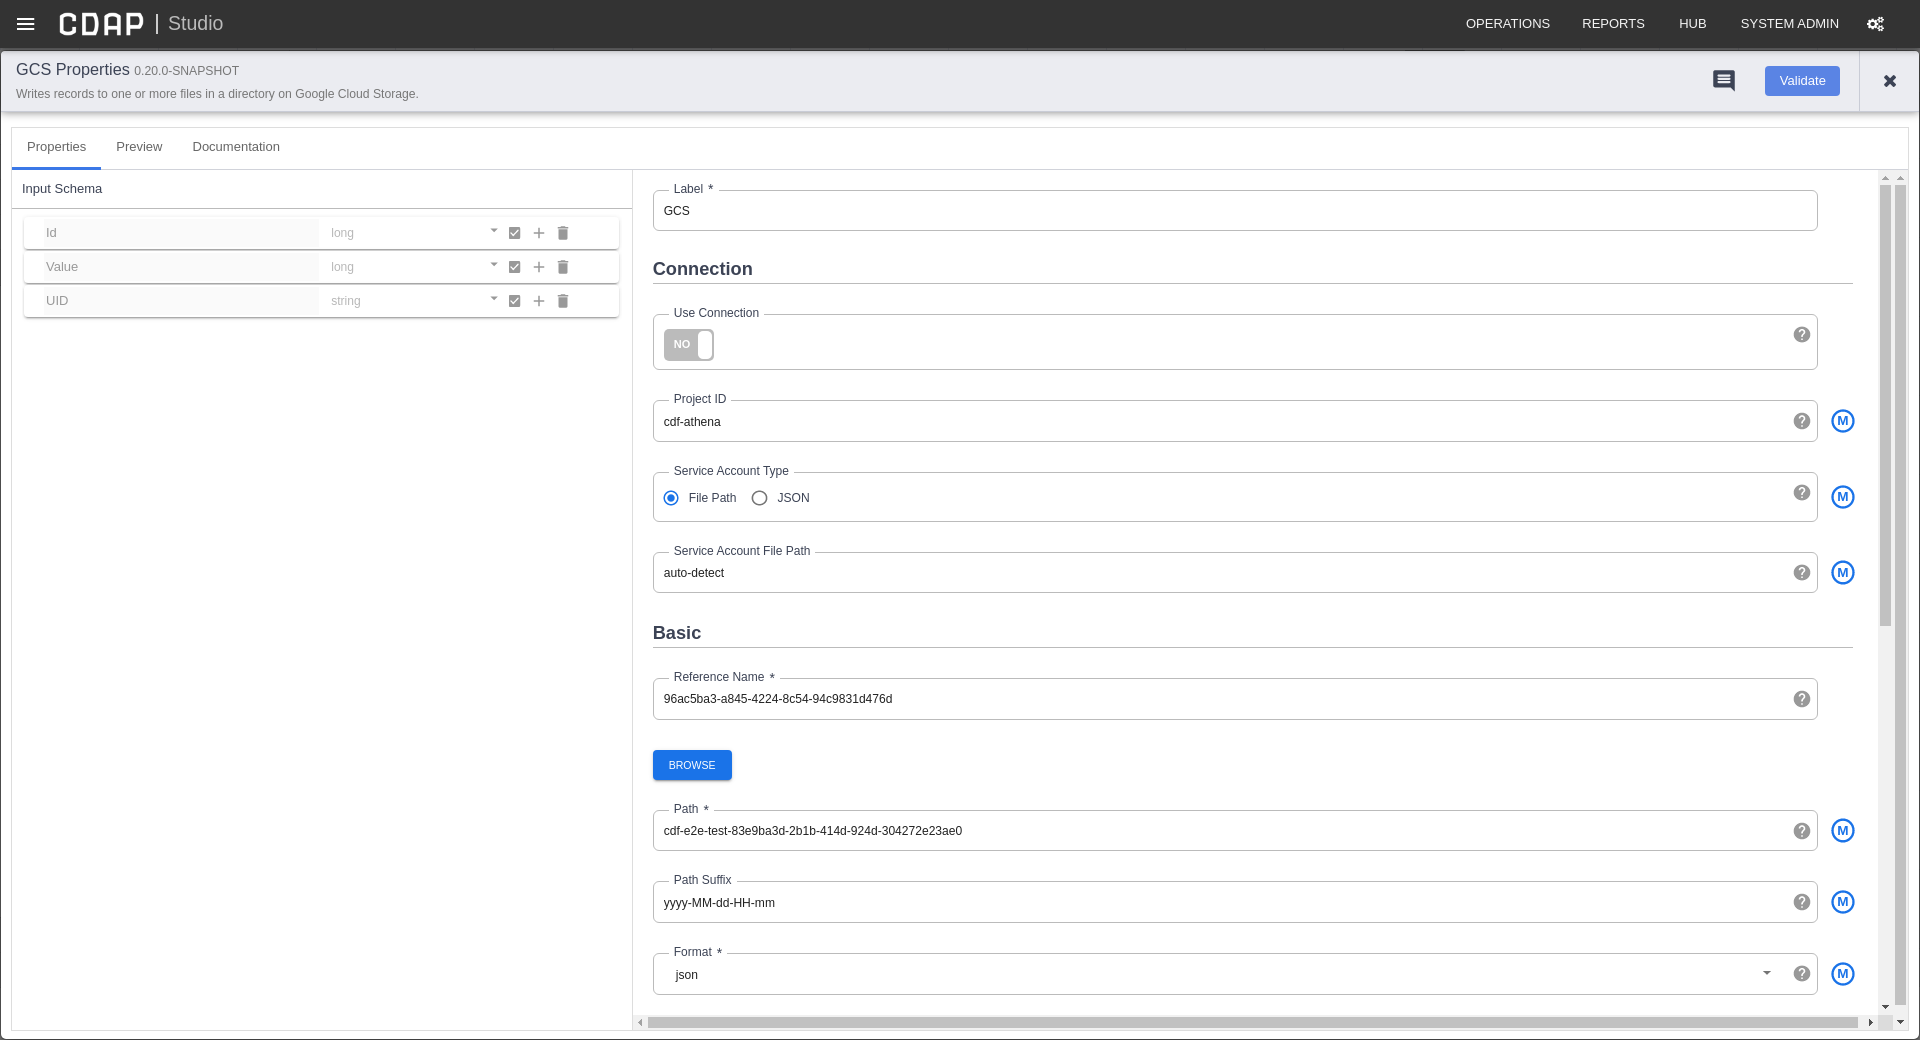 CDAP | Studio
OPERATIONS REPORTS HUB SYSTEM ADMIN
GCS Properties 0.20.0-SNAPSHOT
Writes records to one or more files in a directory on Google Cloud Storage.
Validate
Properties Preview Documentation
Input Schema
Id long
Value long
UID string
Label *
GCS
Connection
Use Connection
NO
Project ID
cdf-athena
M
Service Account Type
File Path JSON
M
Service Account File Path
auto-detect
M
Basic
Reference Name *
96ac5ba3-a845-4224-8c54-94c9831d476d
BROWSE
Path *
cdf-e2e-test-83e9ba3d-2b1b-414d-924d-304272e23ae0
M
Path Suffix
yyyy-MM-dd-HH-mm
M
Format *
json
M